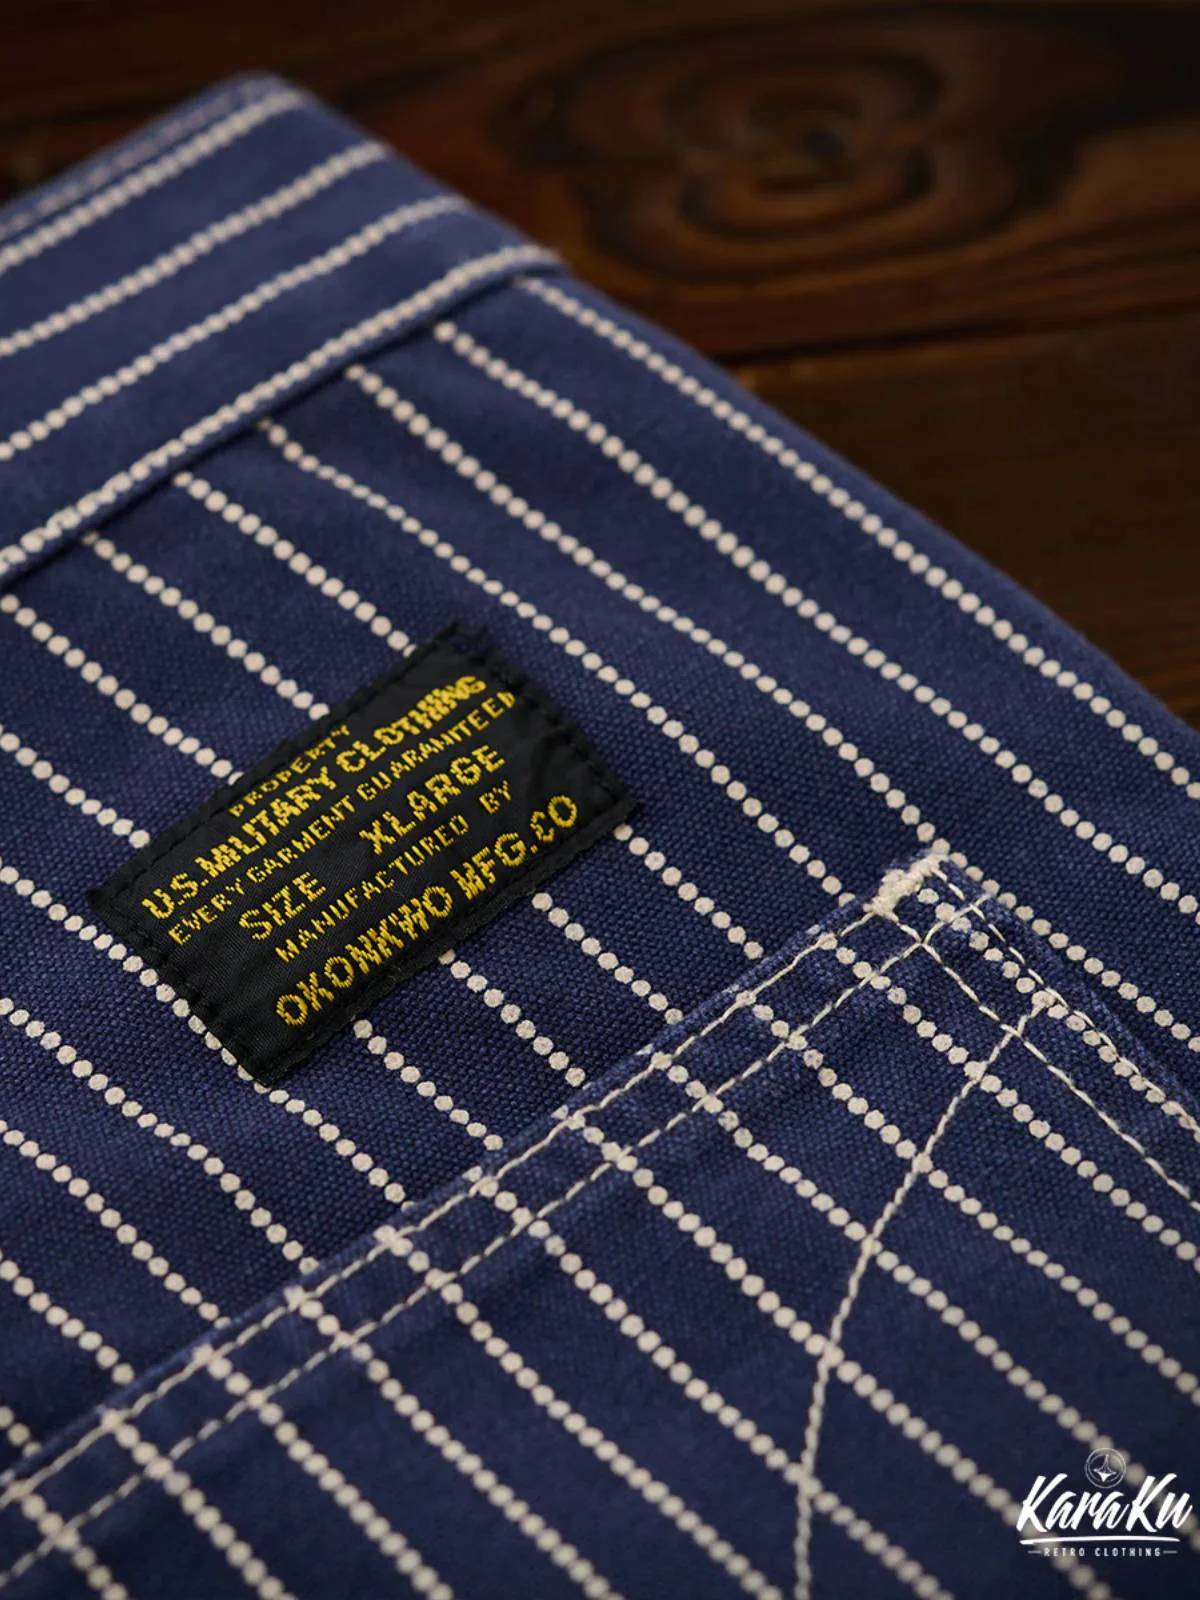 PROPERTY
U.S.MILITARY CLOTHING
EVERY GARMENT GUARANTEED
SIZE XLARGE
MANUFACTURED BY
OKONKWO MFG.CO
KaraKu
RETRO CLOTHING